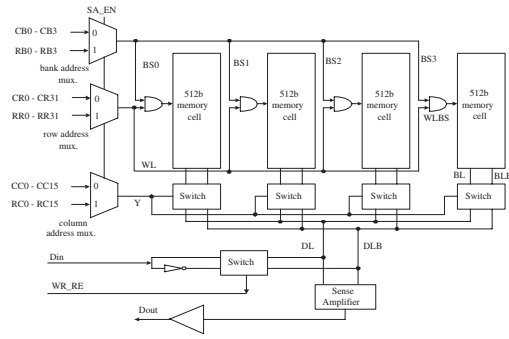 SA_EN
CB0 - CB3 0
RB0 - RB3 1
bank address
mux.
BS0 BS1 BS2 BS3
512b
memory
cell
512b
memory
cell
512b
memory
cell
512b
memory
cell
CR0 - CR31 0
RR0 - RR31 1
row address
mux.
WLBS
WL
BL BLB
CC0 - CC15 0
RC0 - RC15 1
column
address mux.
Y
Switch Switch Switch Switch
DL DLB
Din
Switch
WR_RE
Sense
Amplifier
Dout